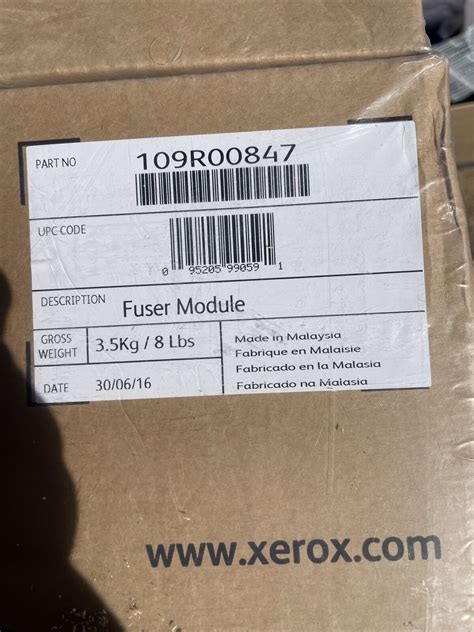 PART NO 109R00847
UPC CODE
0 95205 99059 1
DESCRIPTION Fuser Module
GROSS WEIGHT 3.5Kg / 8 Lbs
Made in Malaysia
Fabrique en Malaisie
Fabricado en la Malasia
Fabricado na Malasia
DATE 30/06/16
www.xerox.com